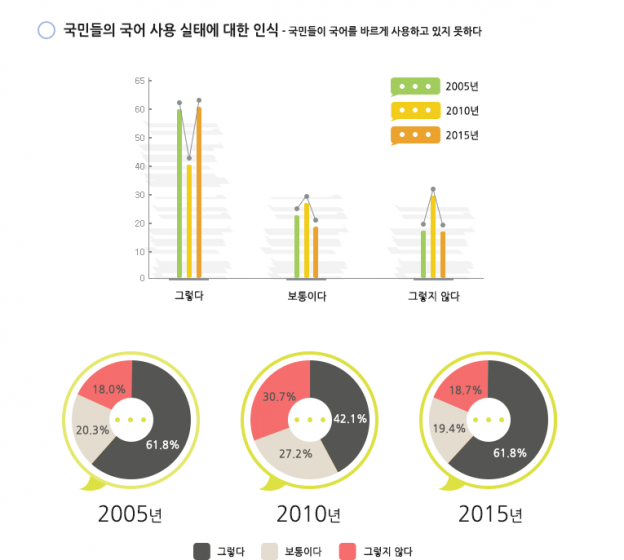 국민들의 국어 사용 실태에 대한 인식 - 국민들이 국어를 바르게 사용하고 있지 못하다
65
60
50
40
30
20
10
0
2005년
2010년
2015년
그렇다 보통이다 그렇지 않다
18.0%
20.3%
61.8%
30.7%
42.1%
27.2%
18.7%
19.4%
61.8%
2005년 2010년 2015년
그렇다 보통이다 그렇지 않다